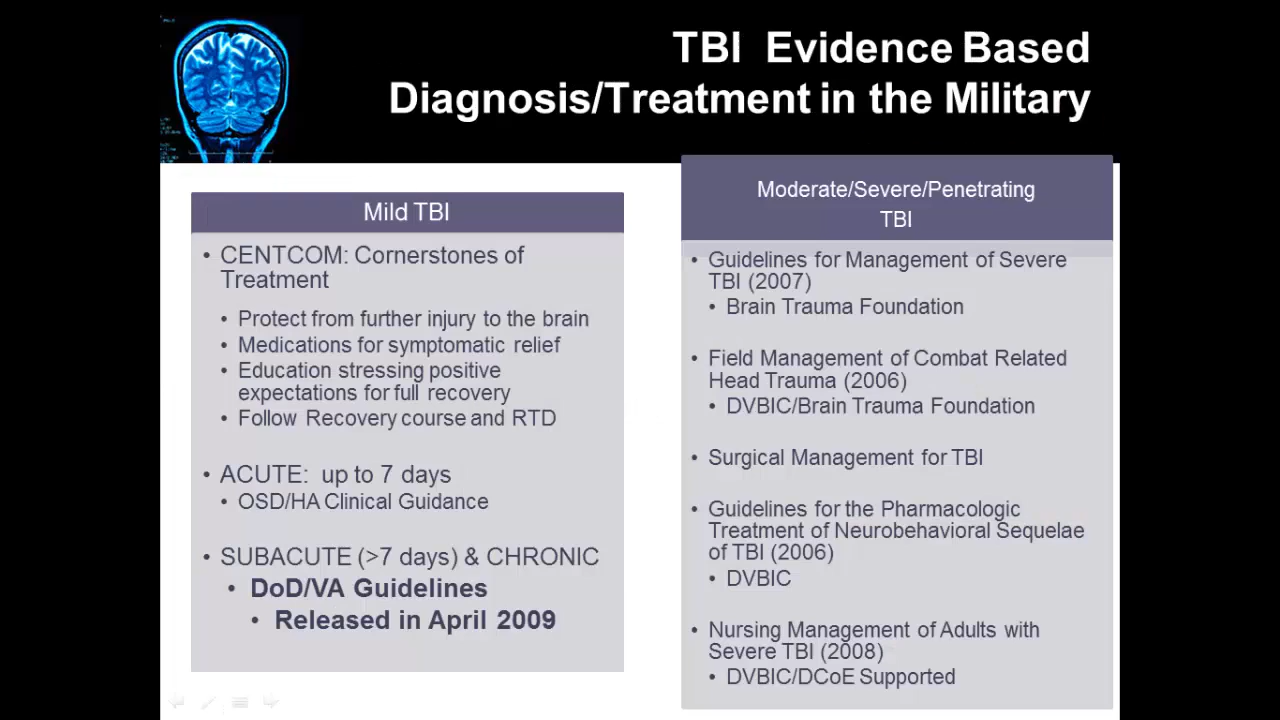 TBI Evidence Based
Diagnosis/Treatment in the Military
Mild TBI
• CENTCOM: Cornerstones of
Treatment
• Protect from further injury to the brain
• Medications for symptomatic relief
• Education stressing positive
expectations for full recovery
• Follow Recovery course and RTD
• ACUTE: up to 7 days
• OSD/HA Clinical Guidance
• SUBACUTE (>7 days) & CHRONIC
• DoD/VA Guidelines
• Released in April 2009
Moderate/Severe/Penetrating
TBI
• Guidelines for Management of Severe
TBI (2007)
• Brain Trauma Foundation
• Field Management of Combat Related
Head Trauma (2006)
• DVBIC/Brain Trauma Foundation
• Surgical Management for TBI
• Guidelines for the Pharmacologic
Treatment of Neurobehavioral Sequelae
of TBI (2006)
• DVBIC
• Nursing Management of Adults with
Severe TBI (2008)
• DVBIC/DCoE Supported